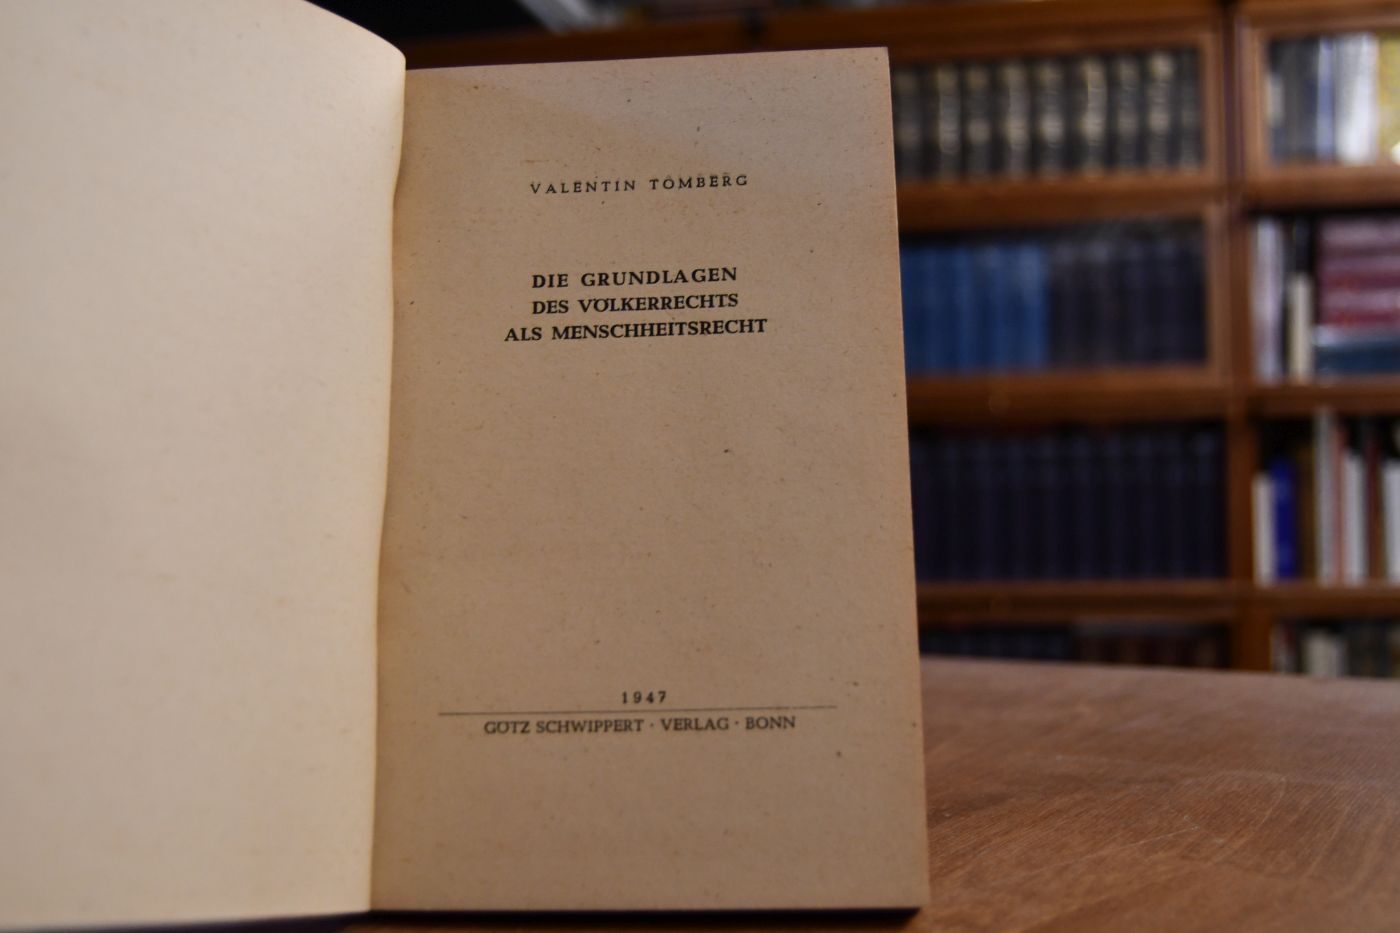 VALENTIN TOMBERG
DIE GRUNDLAGEN
DES VÖLKERRECHTS
ALS MENSCHHEITSRECHT
1947
GÖTZ SCHWIPPERT · VERLAG · BONN